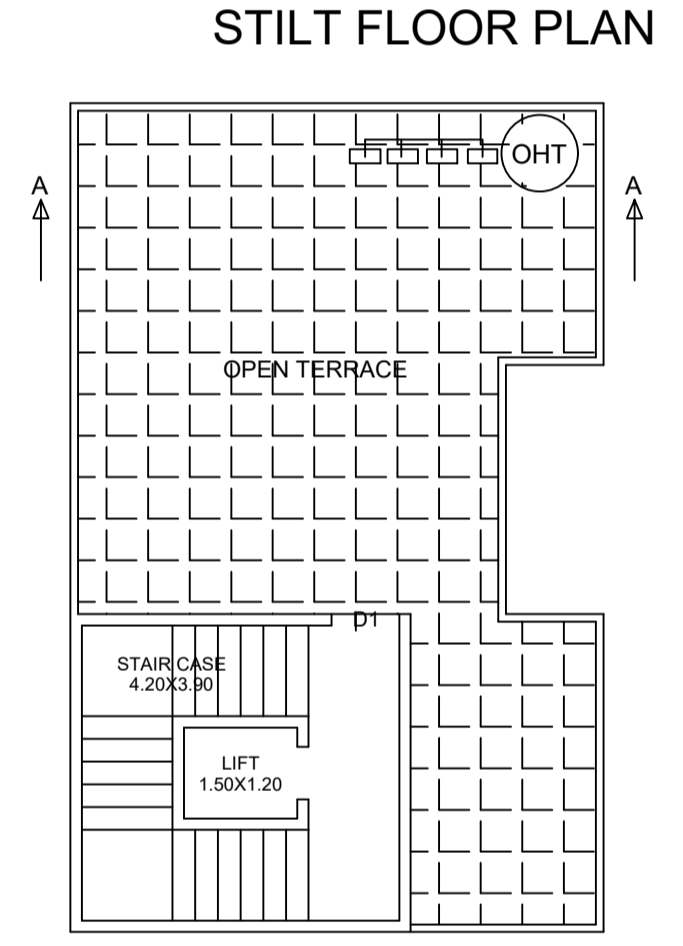 STILT FLOOR PLAN
OHT
A
A
OPEN TERRACE
D1
STAIR CASE
4.20X3.90
LIFT
1.50X1.20